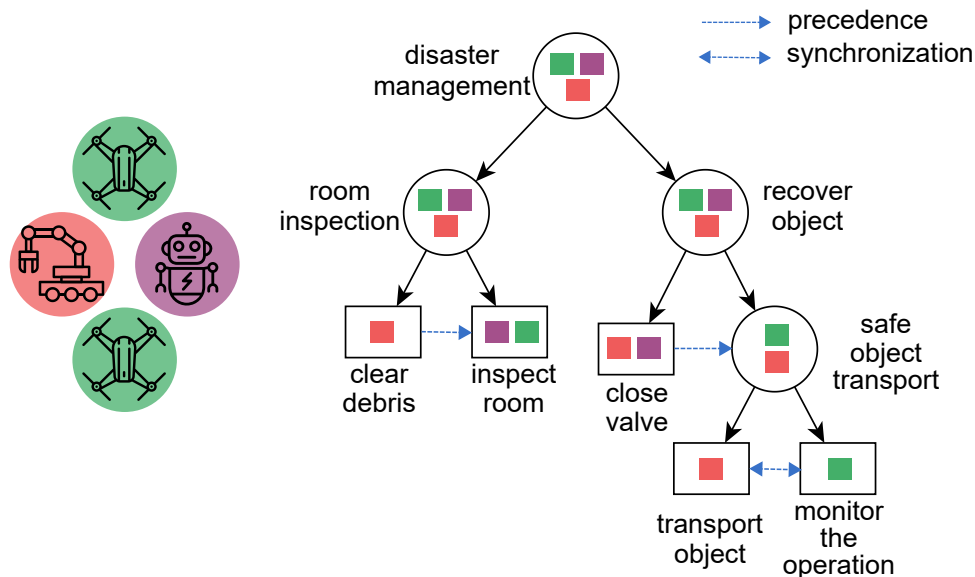 precedence
synchronization
disaster
management
room
inspection
recover
object
clear
debris
inspect
room
close
valve
safe
object
transport
transport
object
monitor
the
operation